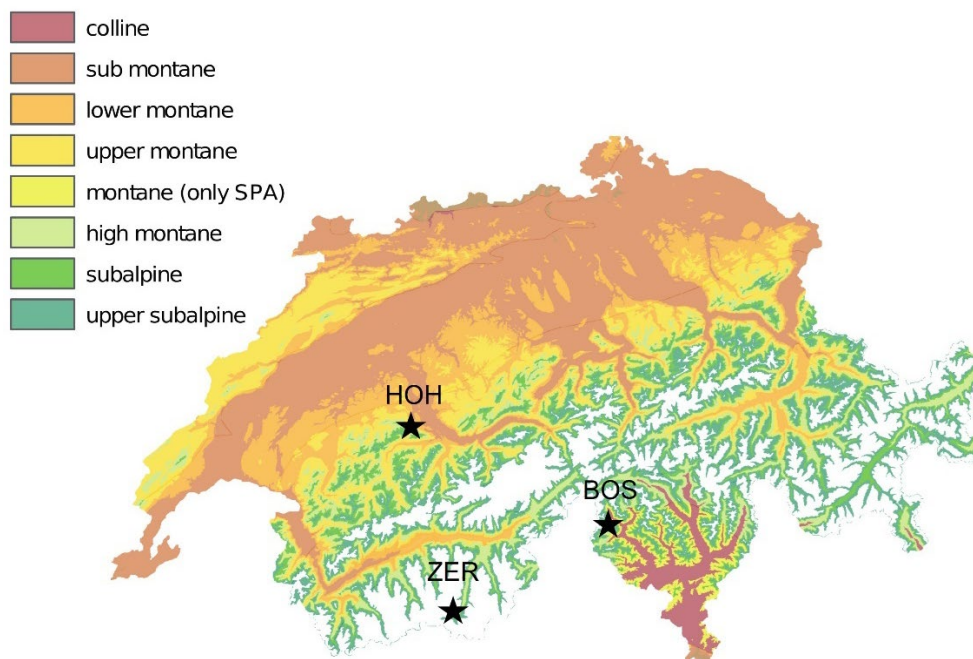 colline
sub montane
lower montane
upper montane
montane (only SPA)
high montane
subalpine
upper subalpine
HOH
BOS
ZER